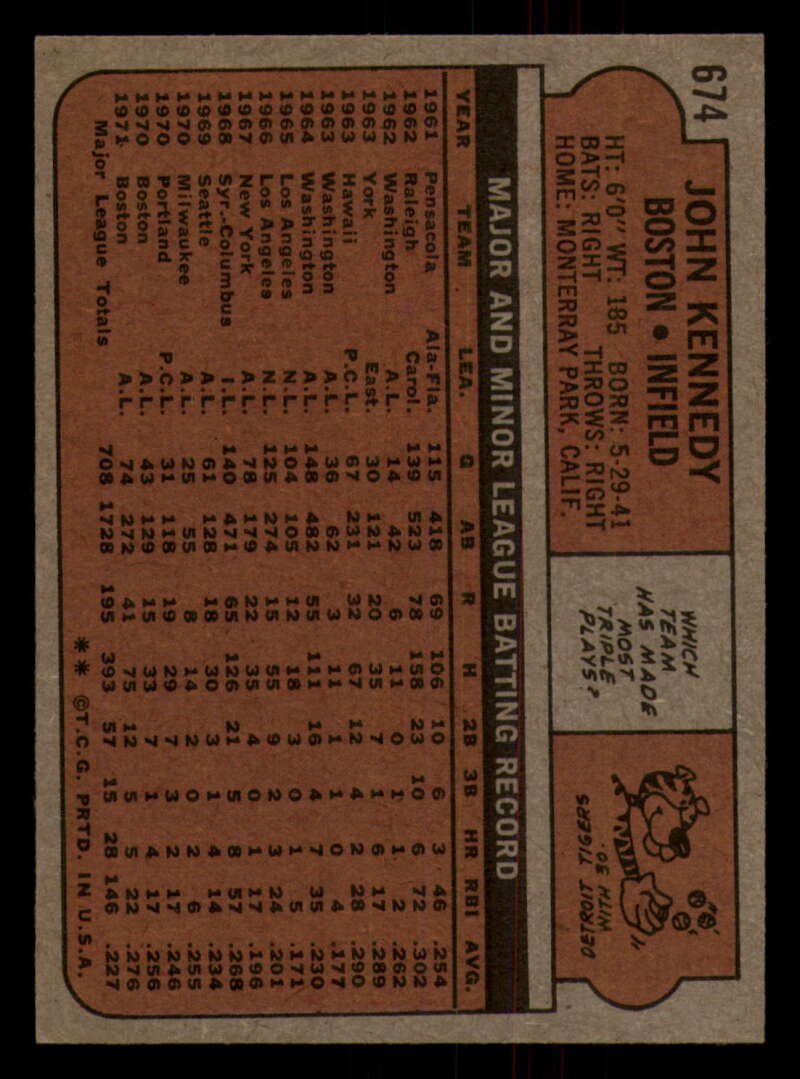 674
JOHN KENNEDY
BOSTON • INFIELD
HT: 6'0" WT: 185 BORN: 5-29-41
BATS: RIGHT THROWS: RIGHT
HOME: MONTERRAY PARK, CALIF.
WHICH
TEAM
HAS MADE
MOST
TRIPLE
PLAYS?
DETROIT TIGERS
WITH 30.
MAJOR AND MINOR LEAGUE BATTING RECORD
YEAR TEAM LEA. G AB R H 2B 3B HR RBI AVG.
1961 Pensacola Ala-Fla. 115 418 69 106 10 6 3 46 .254
1962 Raleigh Carol. 139 523 78 158 23 10 6 72 .302
1962 Washington A.L. 14 42 6 11 0 1 1 2 .262
1963 York East. 30 121 20 35 7 1 6 17 .289
1963 Hawaii P.C.L. 67 231 32 67 12 4 2 28 .290
1963 Washington A.L. 36 62 3 11 1 1 0 4 .177
1964 Washington A.L. 148 482 55 111 16 4 7 35 .230
1965 Los Angeles N.L. 104 105 12 18 3 0 1 5 .171
1966 Los Angeles N.L. 125 274 15 55 9 2 3 24 .201
1967 New York A.L. 78 179 22 35 4 0 1 17 .196
1968 Syr.-Columbus I.L. 140 471 65 126 21 5 8 57 .268
1969 Seattle A.L. 61 128 18 30 3 1 4 14 .234
1970 Milwaukee A.L. 25 55 8 14 2 0 2 6 .255
1970 Portland P.C.L. 31 118 19 29 7 3 2 17 .246
1970 Boston A.L. 43 129 15 33 7 1 4 17 .256
1971 Boston A.L. 74 272 41 75 12 5 5 22 .276
Major League Totals 708 1728 195 393 57 15 28 146 .227
** ©T.C.G. PRTD. IN U.S.A.